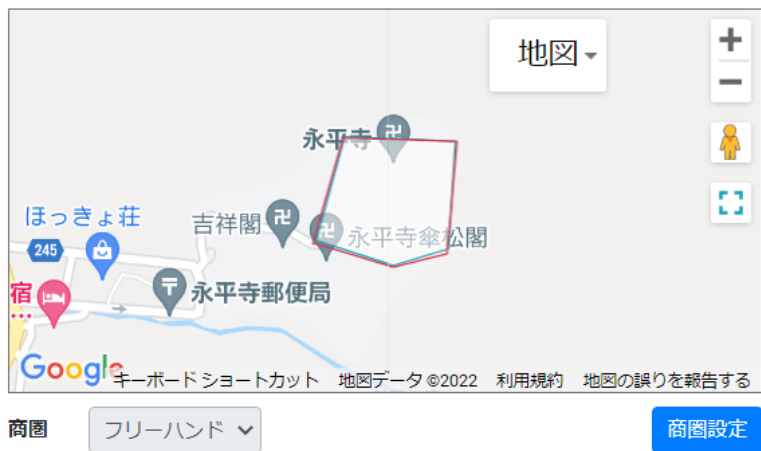 地図
永平寺
ほっきょ荘
吉祥閣
永平寺傘松閣
245
宿
永平寺郵便局
Google
キーボード ショートカット
地図データ ©2022
利用規約
地図の誤りを報告する
商圏
フリーハンド
商圏設定